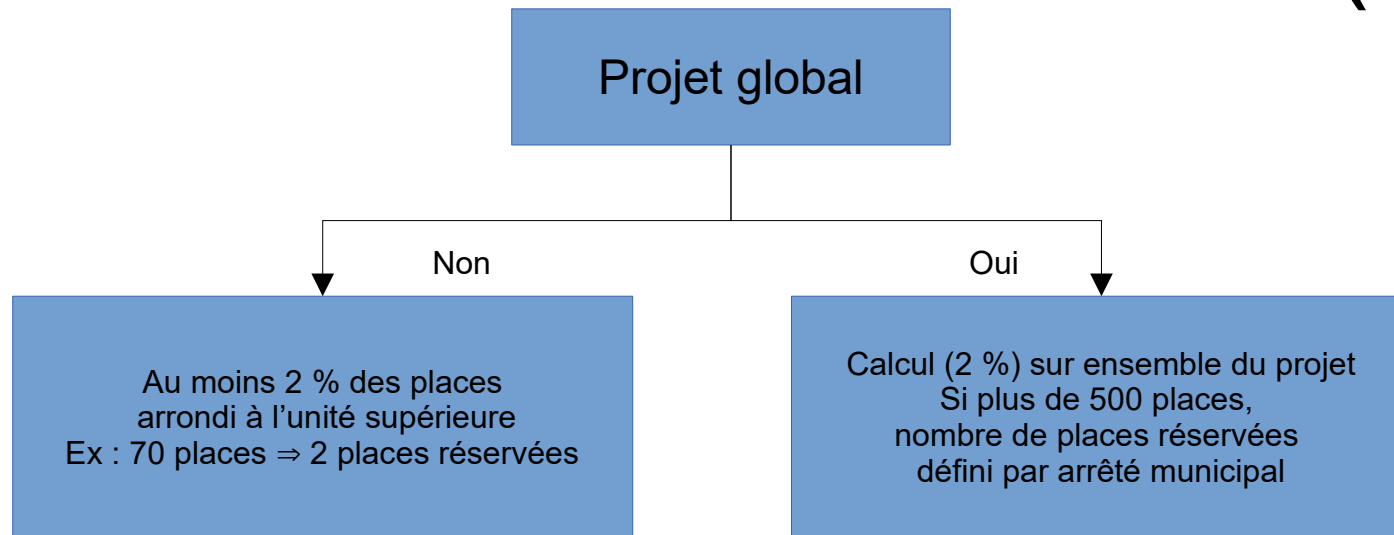 Projet global
Non
Oui
Au moins 2 % des places
arrondi à l’unité supérieure
Ex : 70 places ⇒ 2 places réservées
Calcul (2 %) sur ensemble du projet
Si plus de 500 places,
nombre de places réservées
défini par arrêté municipal